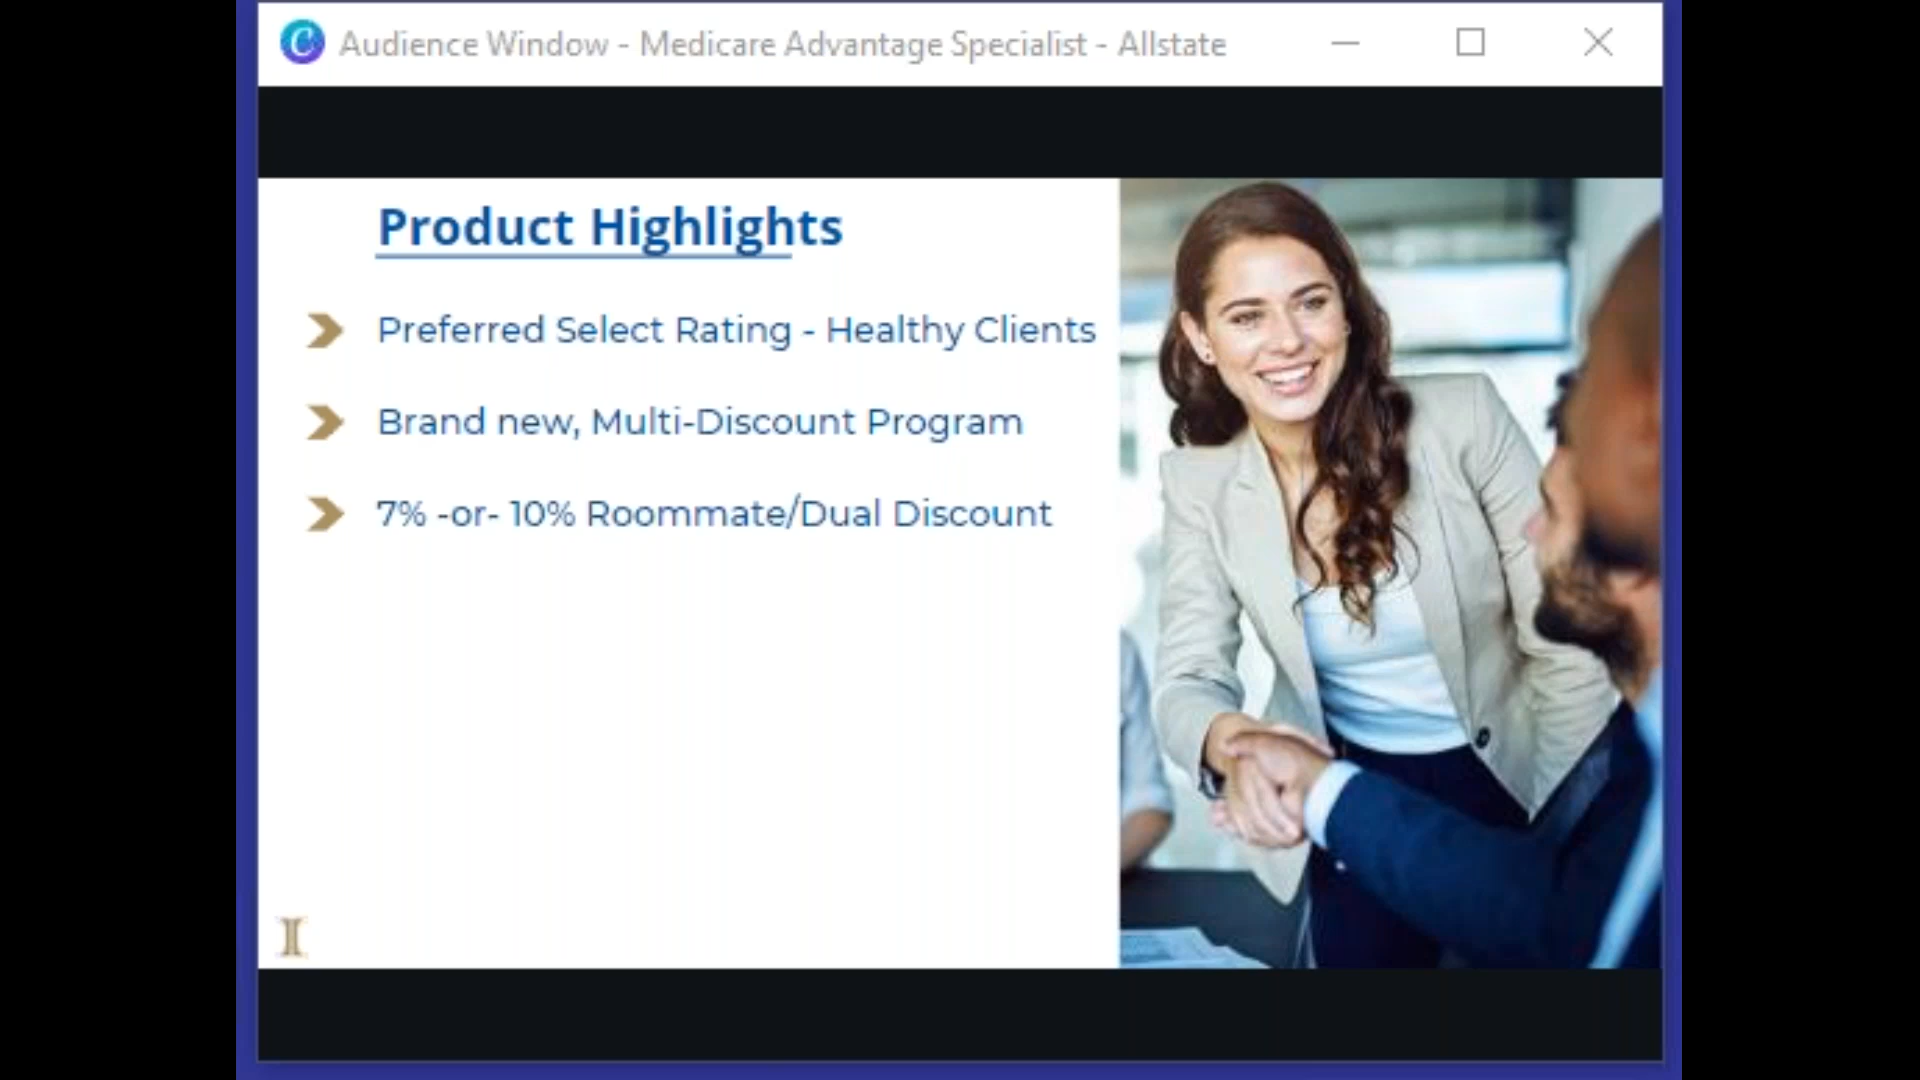 Audience Window - Medicare Advantage Specialist - Allstate
Product Highlights
Preferred Select Rating - Healthy Clients
Brand new, Multi-Discount Program
7% -or- 10% Roommate/Dual Discount